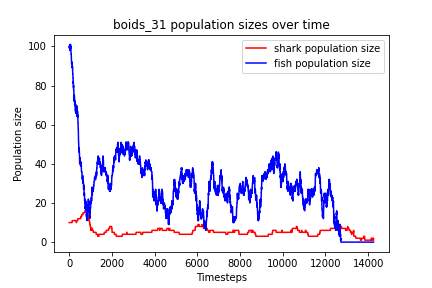 boids_31 population sizes over time
shark population size
fish population size
Population size
100
80
60
40
20
0
0
2000
4000
6000
8000
10000
12000
14000
Timesteps